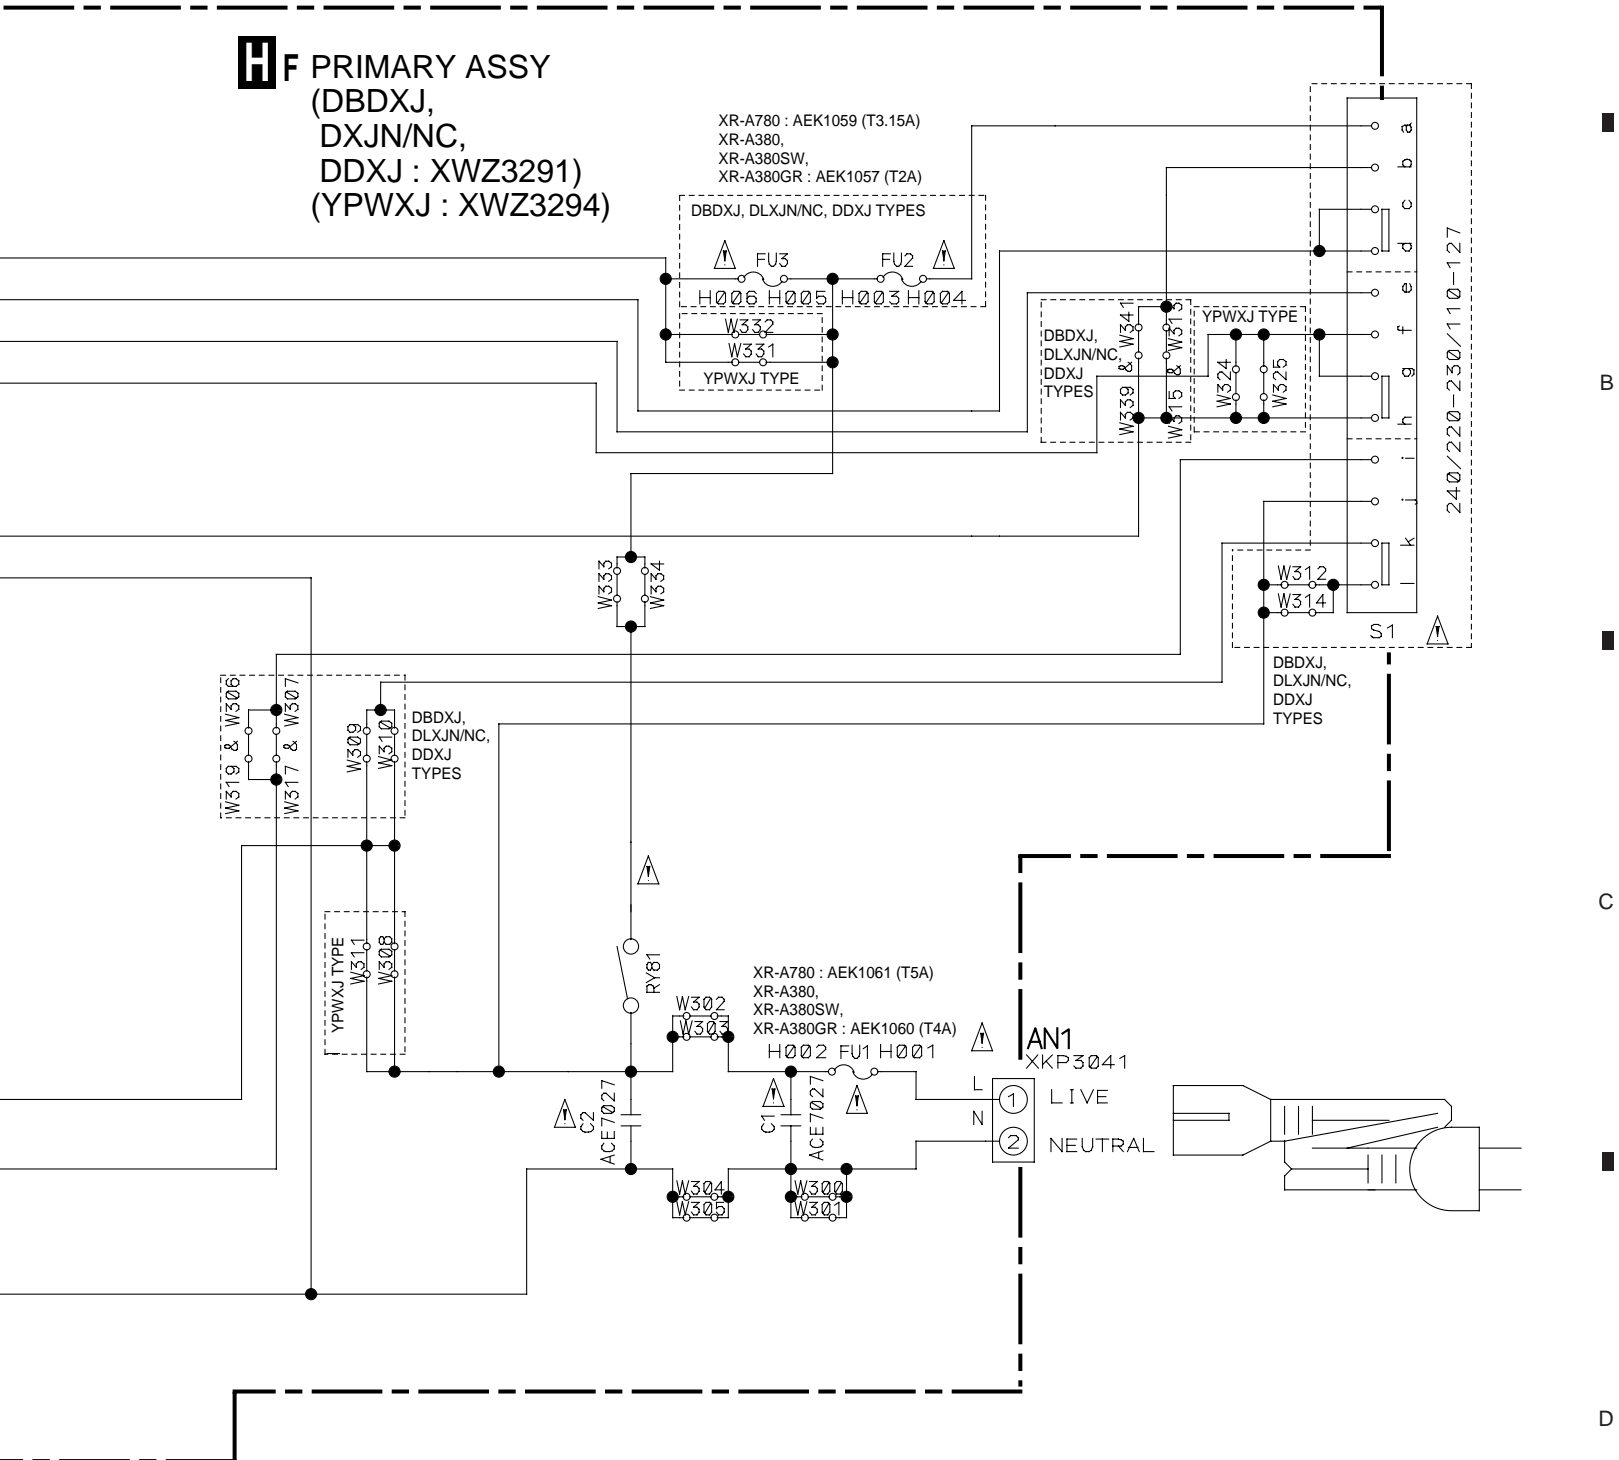 H F PRIMARY ASSY
(DBDXJ,
DXJN/NC,
DDXJ : XWZ3291)
(YPWXJ : XWZ3294)
XR-A780 : AEK1059 (T3.15A)
XR-A380,
XR-A380SW,
XR-A380GR : AEK1057 (T2A)
DBDXJ, DLXJN/NC, DDXJ TYPES
FU3
FU2
H006 H005 H003 H004
W332
W331
YPWXJ TYPE
DBDXJ,
DLXJN/NC,
DDXJ
TYPES
W339 & W341
W315 & W313
YPWXJ TYPE
W324
W325
a
b
c
d
e
f
g
h
i
j
k
l
240/220-230/110-127
W312
W314
S1
DBDXJ,
DLXJN/NC,
DDXJ
TYPES
B
W333
W334
W319 & W306
W317 & W307
W309
W310
DBDXJ,
DLXJN/NC,
DDXJ
TYPES
C
YPWXJ TYPE
W311
W308
RY81
W302
W303
XR-A780 : AEK1061 (T5A)
XR-A380,
XR-A380SW,
XR-A380GR : AEK1060 (T4A)
H002 FU1 H001
AN1
XKP3041
L
1
LIVE
N
2
NEUTRAL
C2
ACE7027
C1
ACE7027
W304
W305
W300
W301
D